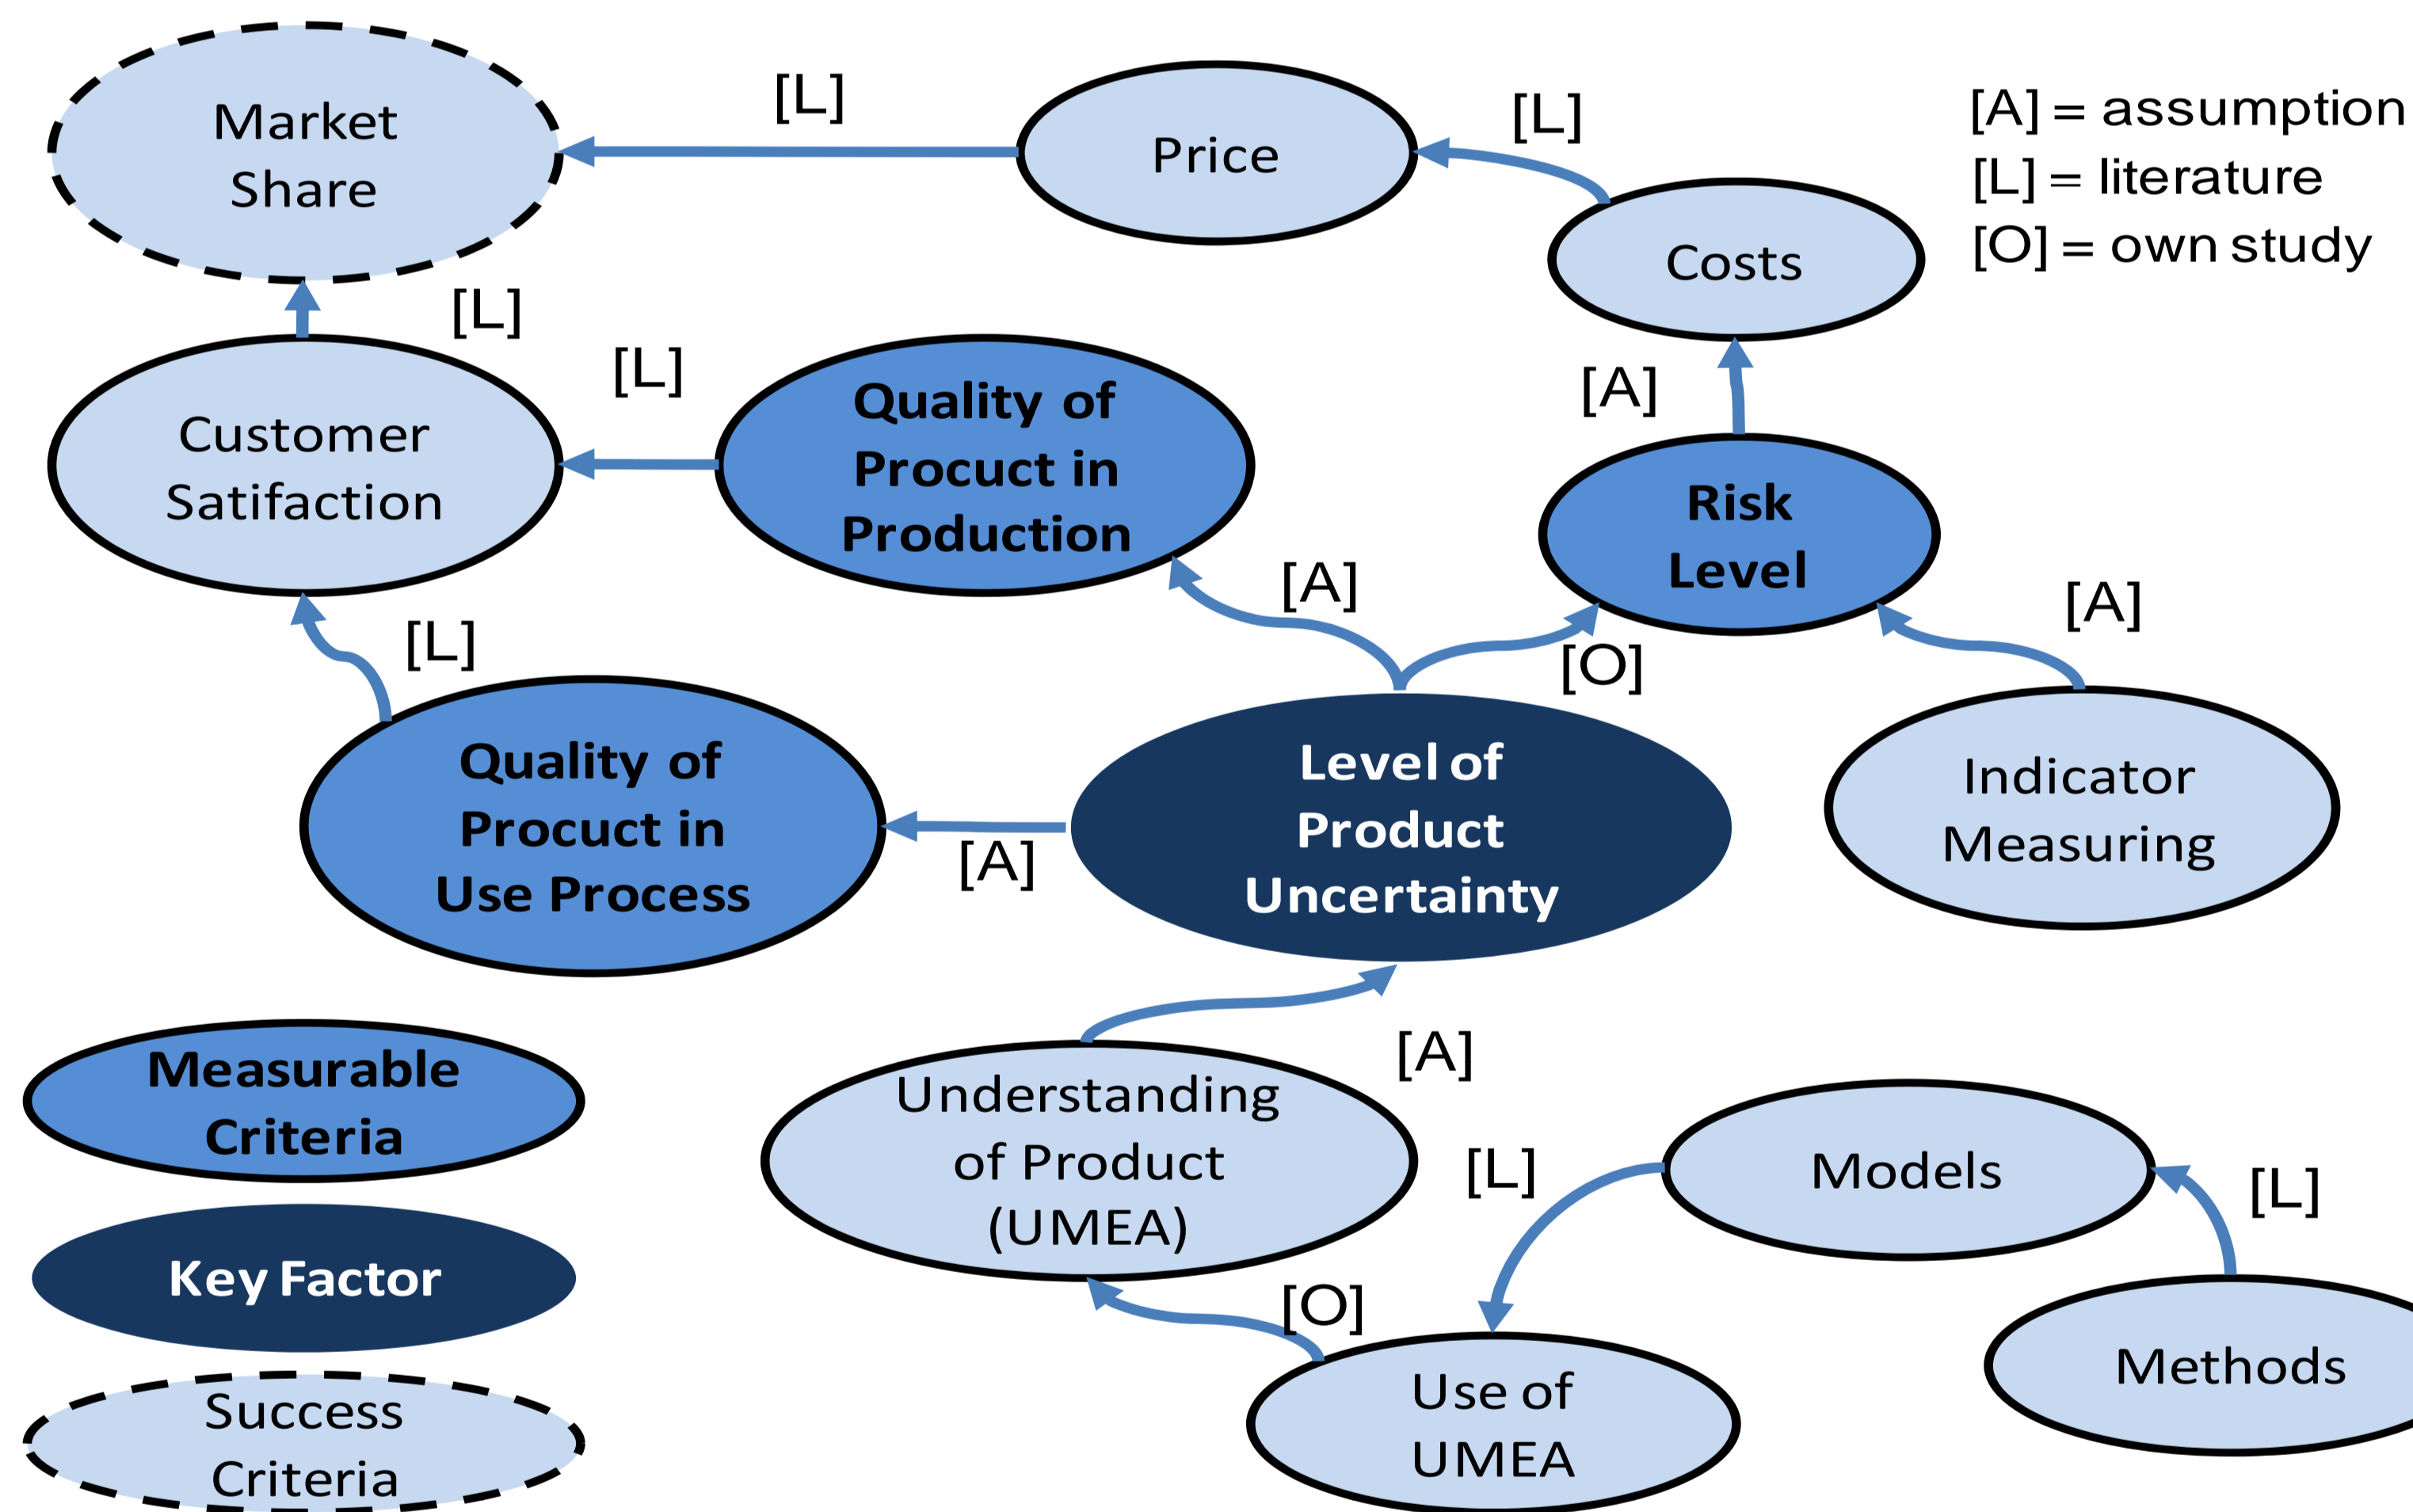 Market
Share
[L]
Price
[L]
Costs
[A] = assumption
[L] = literature
[O] = own study
[L]
[L]
Customer
Satifaction
Quality of
Procuct in
Production
[A]
Risk
Level
[L]
[A]
[O]
[A]
Quality of
Procuct in
Use Process
[A]
Level of
Product
Uncertainty
Indicator
Measuring
Measurable
Criteria
Key Factor
Success
Criteria
Understanding
of Product
(UMEA)
[A]
[L]
Models
[L]
Methods
[O]
Use of
UMEA